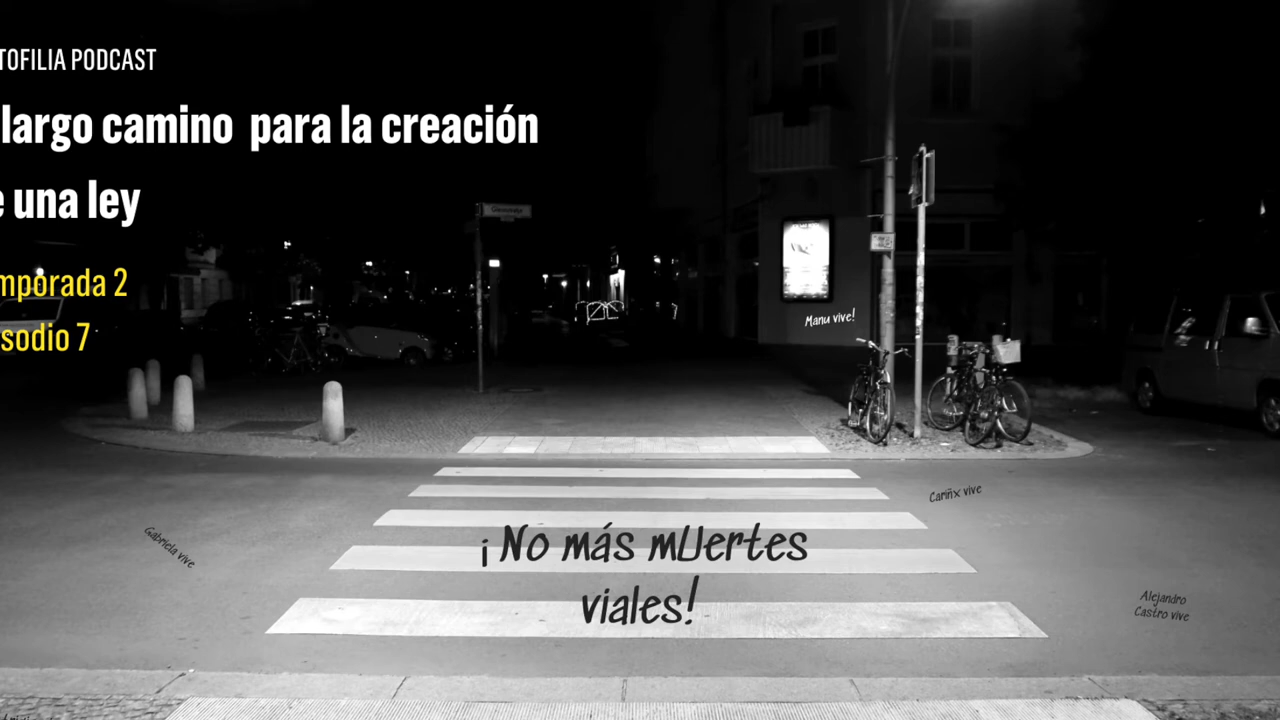 TOFILIA PODCAST
largo camino para la creación
e una ley
mporada 2
sodio 7
Manu vive!
Cariñx vive
¡No más mUertes
viales!
Gabriela vive
Alejandro
Castro vive